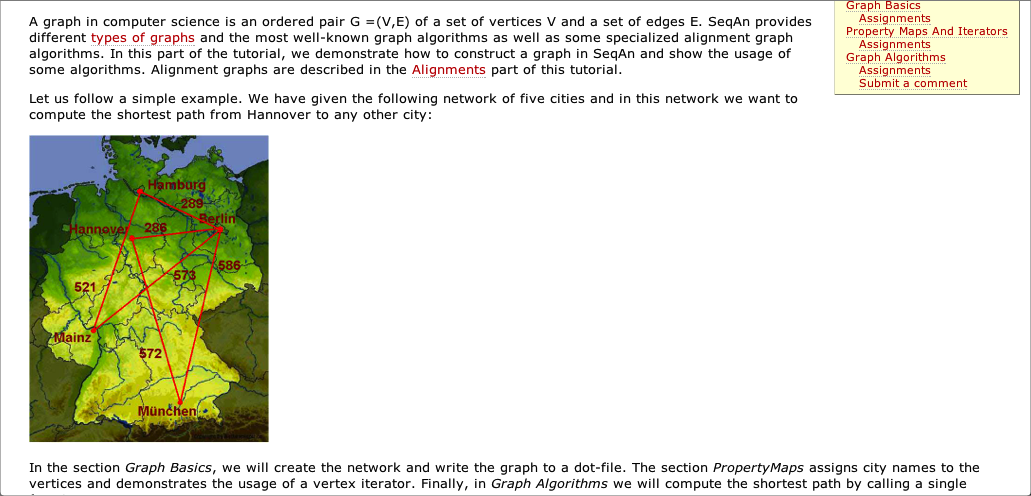 A graph in computer science is an ordered pair G =(V,E) of a set of vertices V and a set of edges E. SeqAn provides
different types of graphs and the most well-known graph algorithms as well as some specialized alignment graph
algorithms. In this part of the tutorial, we demonstrate how to construct a graph in SeqAn and show the usage of
some algorithms. Alignment graphs are described in the Alignments part of this tutorial.
Graph Basics
Assignments
Property Maps And Iterators
Assignments
Graph Algorithms
Assignments
Submit a comment
Let us follow a simple example. We have given the following network of five cities and in this network we want to
compute the shortest path from Hannover to any other city:
Hamburg
289
Berlin
Hannover
286
586
573
521
Mainz
572
München
In the section Graph Basics, we will create the network and write the graph to a dot-file. The section PropertyMaps assigns city names to the
vertices and demonstrates the usage of a vertex iterator. Finally, in Graph Algorithms we will compute the shortest path by calling a single